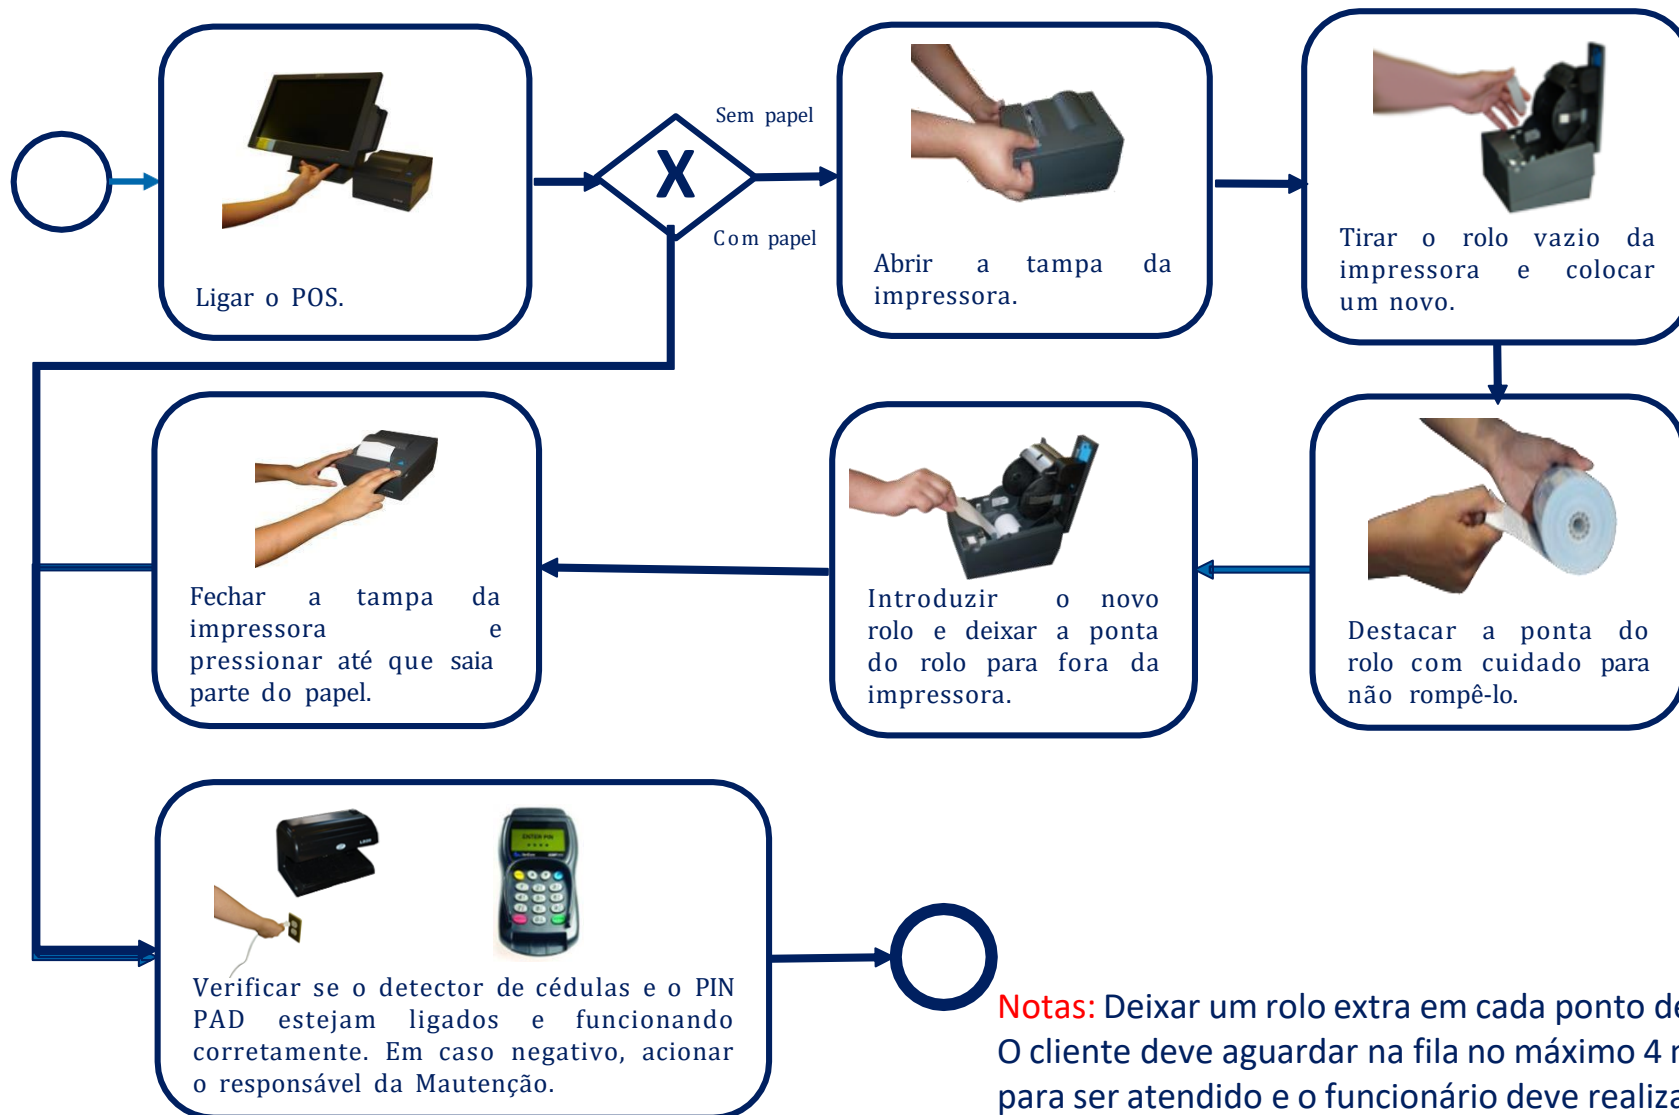 Ligar o POS.
X
Sem papel
Com papel
Abrir a tampa da
impressora.
Tirar o rolo vazio da
impressora e colocar
um novo.
Destacar a ponta do
rolo com cuidado para
não rompê-lo.
Introduzir o novo
rolo e deixar a ponta
do rolo para fora da
impressora.
Fechar a tampa da
impressora e
pressionar até que saia
parte do papel.
ENTER PIN
Verificar se o detector de cédulas e o PIN
PAD estejam ligados e funcionando
corretamente. Em caso negativo, acionar
o responsável da Mautenção.
Notas: Deixar um rolo extra em cada ponto de
O cliente deve aguardar na fila no máximo 4
para ser atendido e o funcionário deve